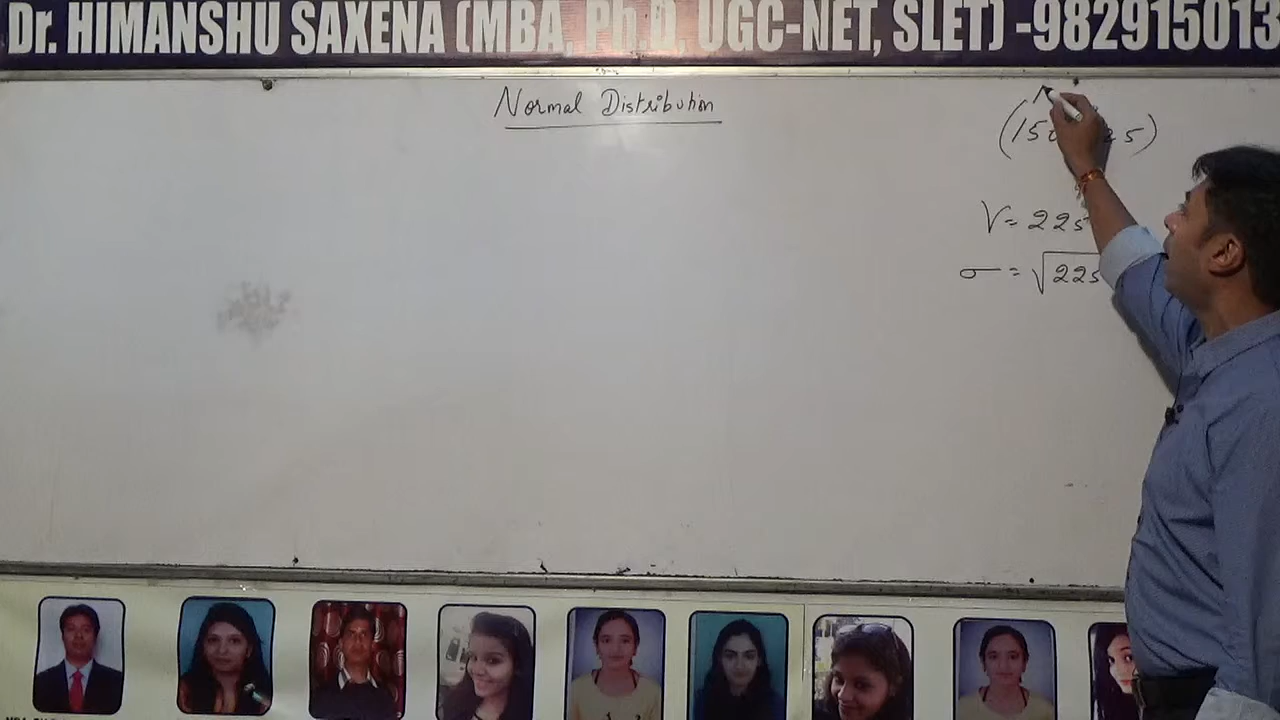 Dr. HIMANSHU SAXENA (MBA, Ph.D, UGC-NET, SLET) -982915013
Normal Distribution
V = 225
σ = √225